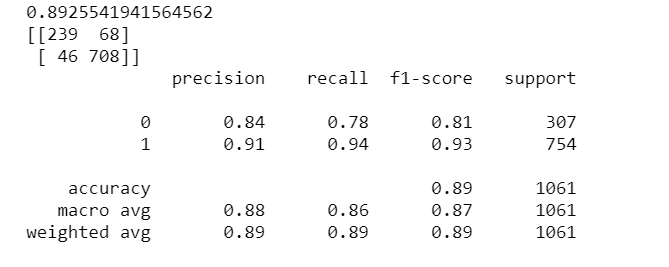 0.8925541941564562
[[239  68]
 [ 46 708]]
              precision    recall  f1-score   support

           0       0.84      0.78      0.81       307
           1       0.91      0.94      0.93       754

    accuracy                           0.89      1061
   macro avg       0.88      0.86      0.87      1061
weighted avg       0.89      0.89      0.89      1061